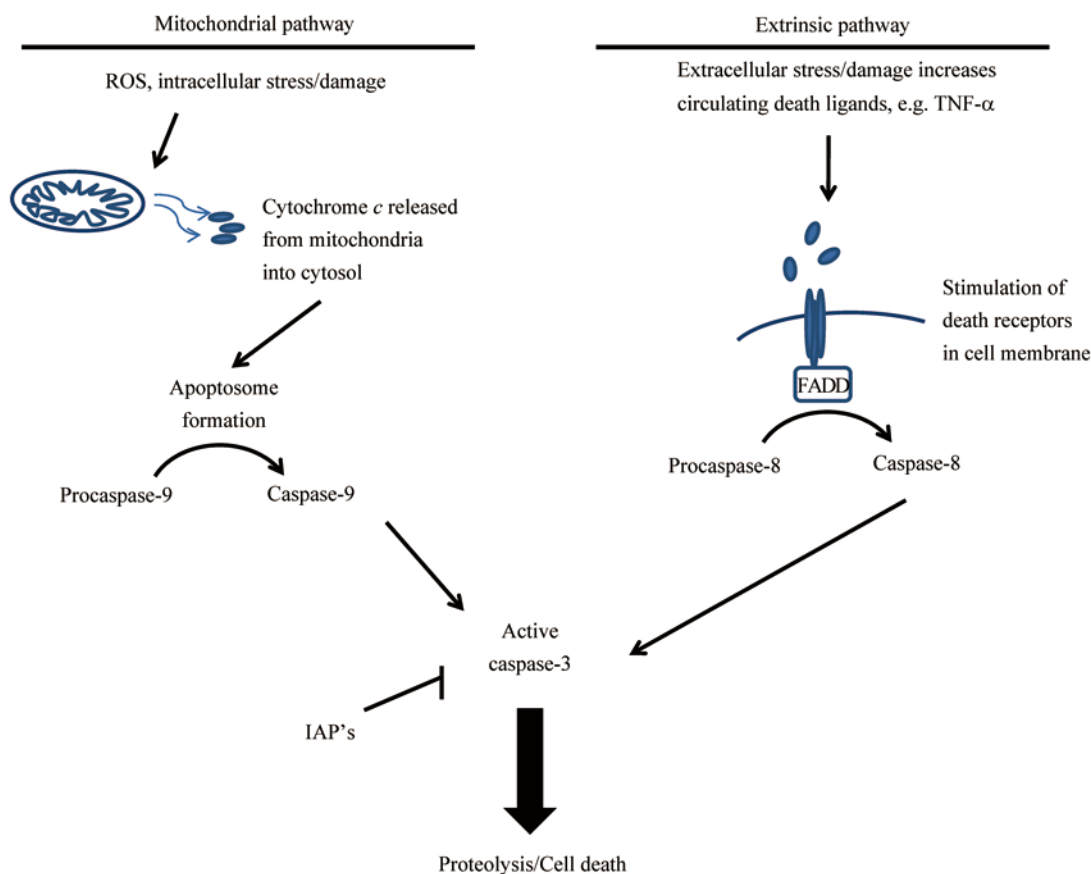 Mitochondrial pathway
ROS, intracellular stress/damage
Cytochrome c released
from mitochondria
into cytosol
Apoptosome
formation
Procaspase-9
Caspase-9
Extrinsic pathway
Extracellular stress/damage increases
circulating death ligands, e.g. TNF-α
Stimulation of
death receptors
in cell membrane
FADD
Procaspase-8
Caspase-8
Active
caspase-3
IAP's
Proteolysis/Cell death